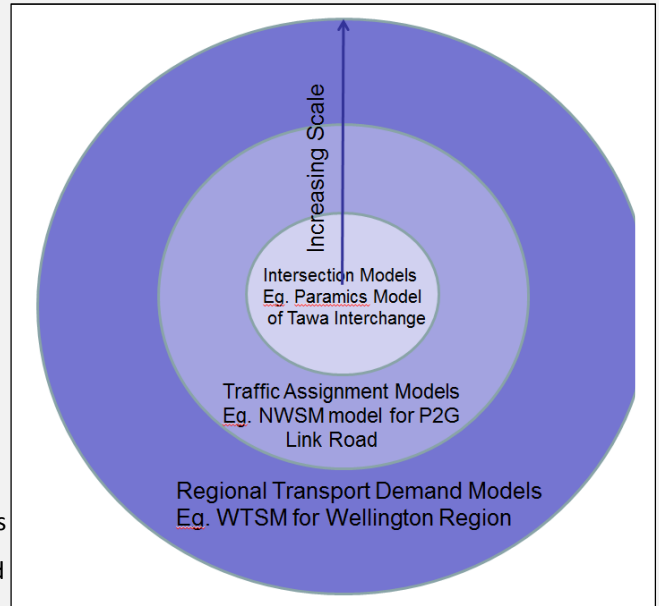 Increasing Scale
Intersection Models
Eg. Paramics Model
of Tawa Interchange
Traffic Assignment Models
Eg. NWSM model for P2G
Link Road
Regional Transport Demand Models
Eg. WTSM for Wellington Region
s
d